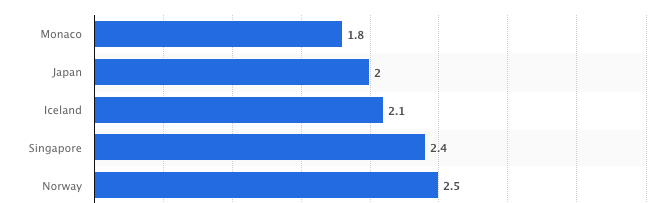 Monaco 1.8
Japan 2
Iceland 2.1
Singapore 2.4
Norway 2.5